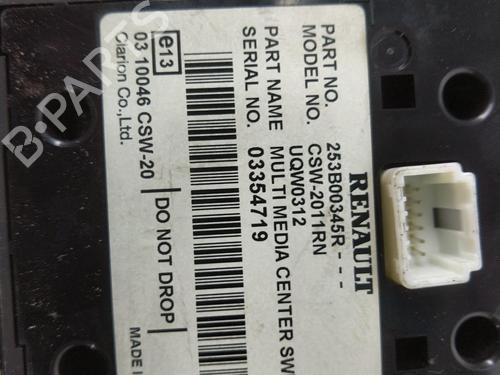 RENAULT
PART NO. 253B00345R - - -
MODEL NO. CSW-2011RN
UQW0312
PART NAME MULTI MEDIA CENTER SW
SERIAL NO. 03354719
e13
03 10046 CSW-20
Clarion Co.,Ltd.
DO NOT DROP
MADE
B-PARTS